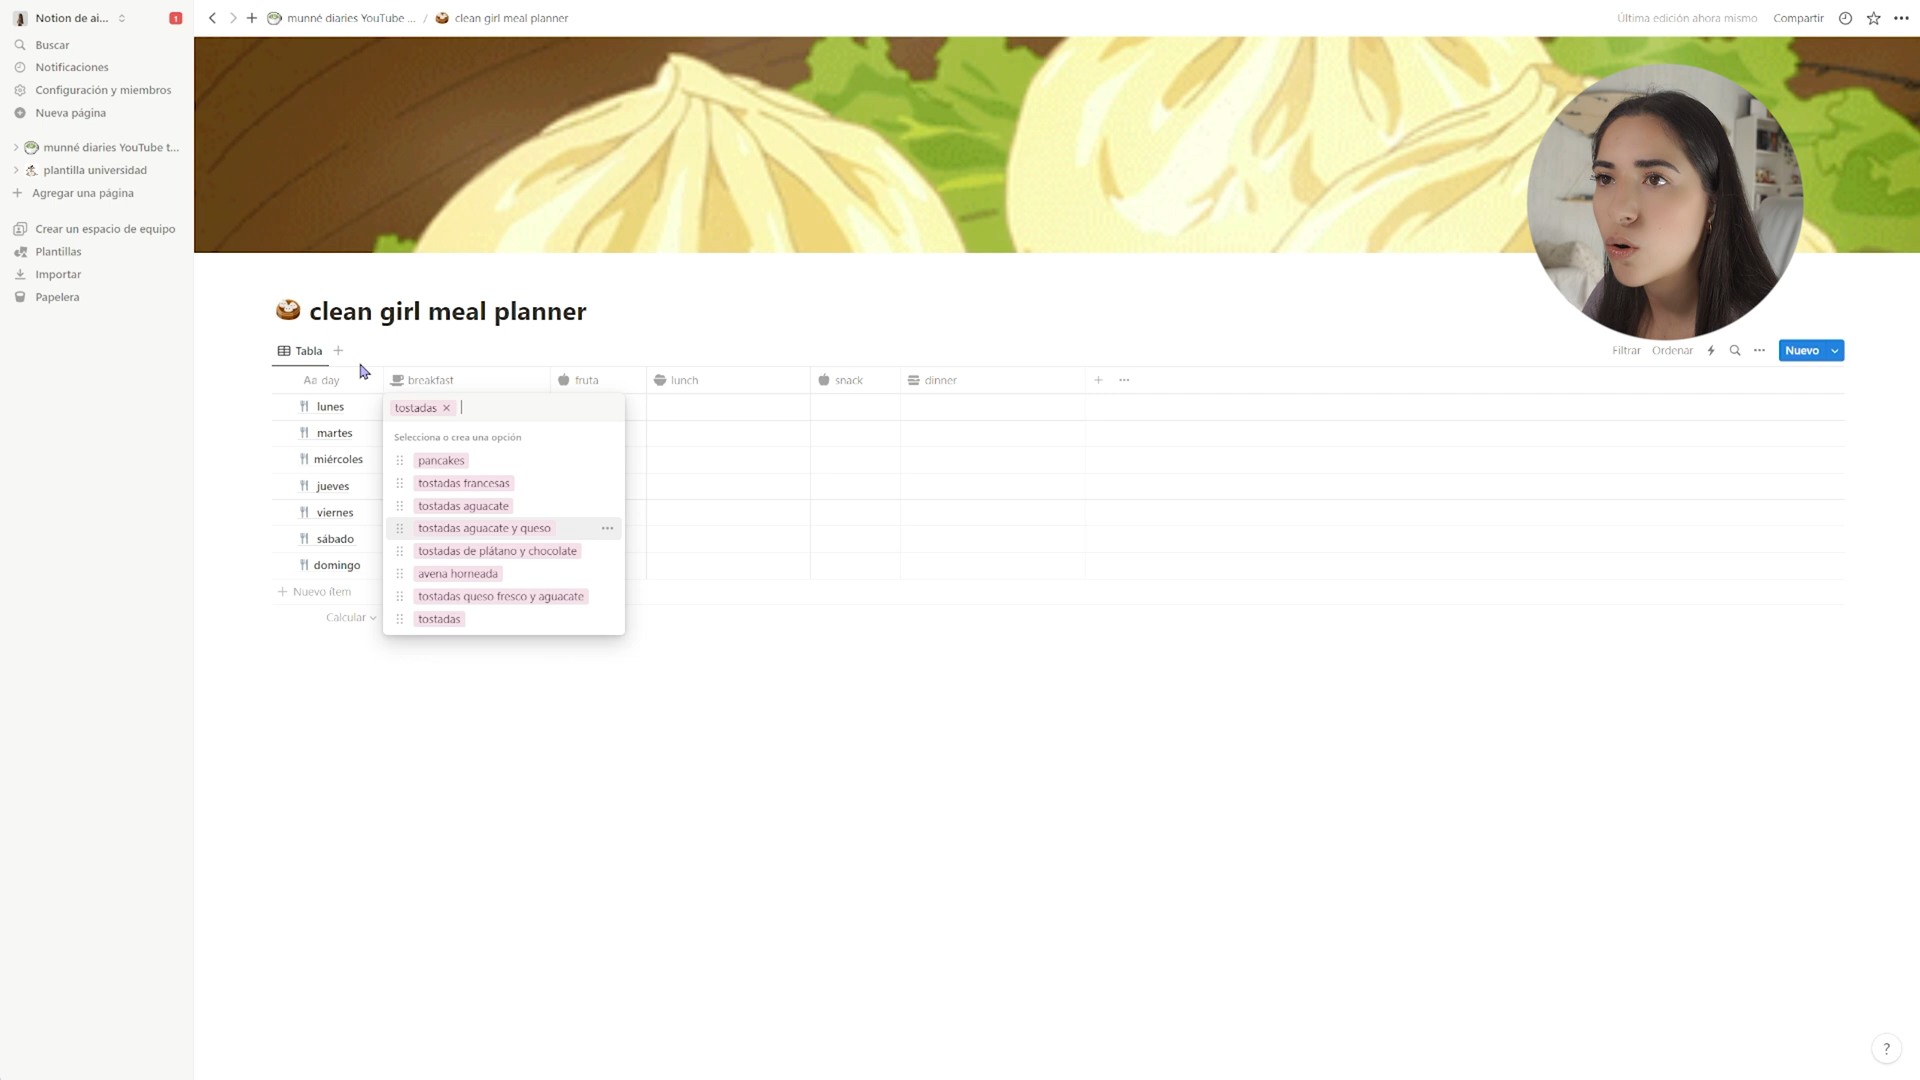 Notion de ai...
1
Buscar
Notificaciones
Configuración y miembros
Nueva página
munné diaries YouTube t...
plantilla universidad
Agregar una página
Crear un espacio de equipo
Plantillas
Importar
Papelera
munné diaries YouTube ... / clean girl meal planner
Última edición ahora mismo
Compartir
clean girl meal planner
Tabla
Filtrar
Ordenar
Nuevo
Aa day
breakfast
fruta
lunch
snack
dinner
lunes
martes
miércoles
jueves
viernes
sábado
domingo
Nuevo ítem
Calcular
tostadas
Selecciona o crea una opción
pancakes
tostadas francesas
tostadas aguacate
tostadas aguacate y queso
tostadas de plátano y chocolate
avena horneada
tostadas queso fresco y aguacate
tostadas
?